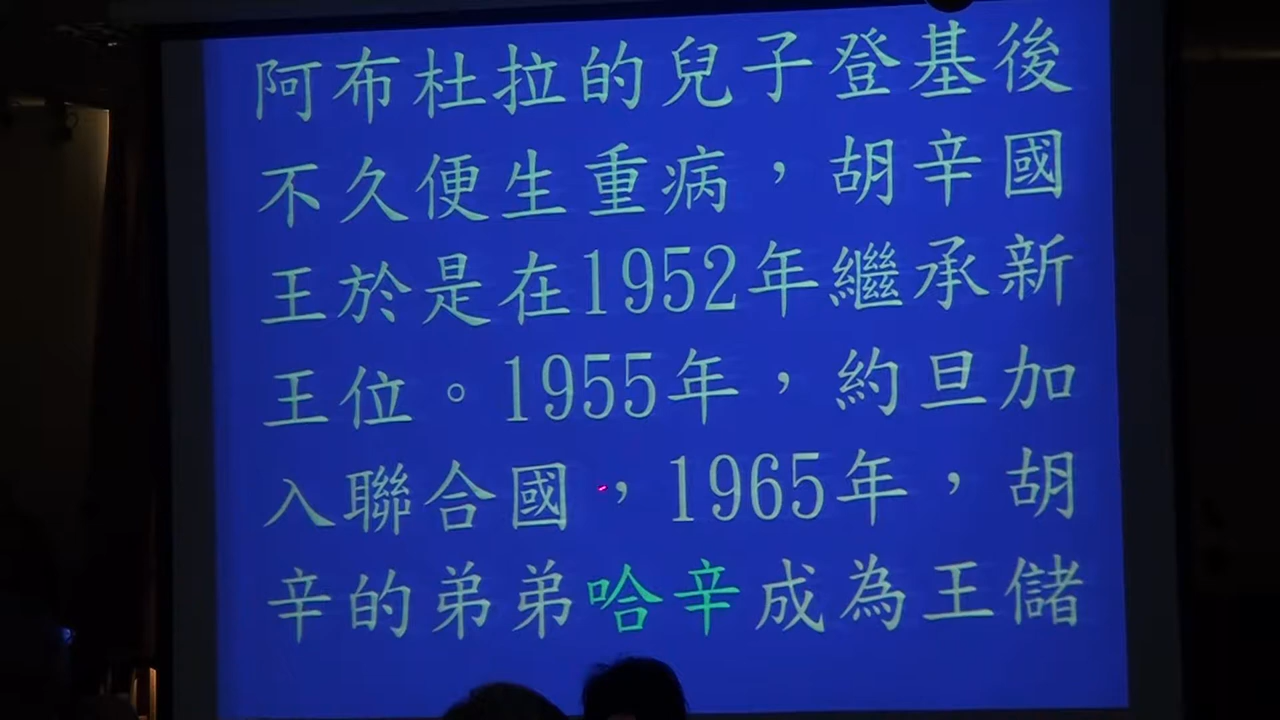 阿布杜拉的兒子登基後
不久便生重病，胡辛國
王於是在1952年繼承新
王位。1955年，約旦加
入聯合國，1965年，胡
辛的弟弟哈辛成為王儲